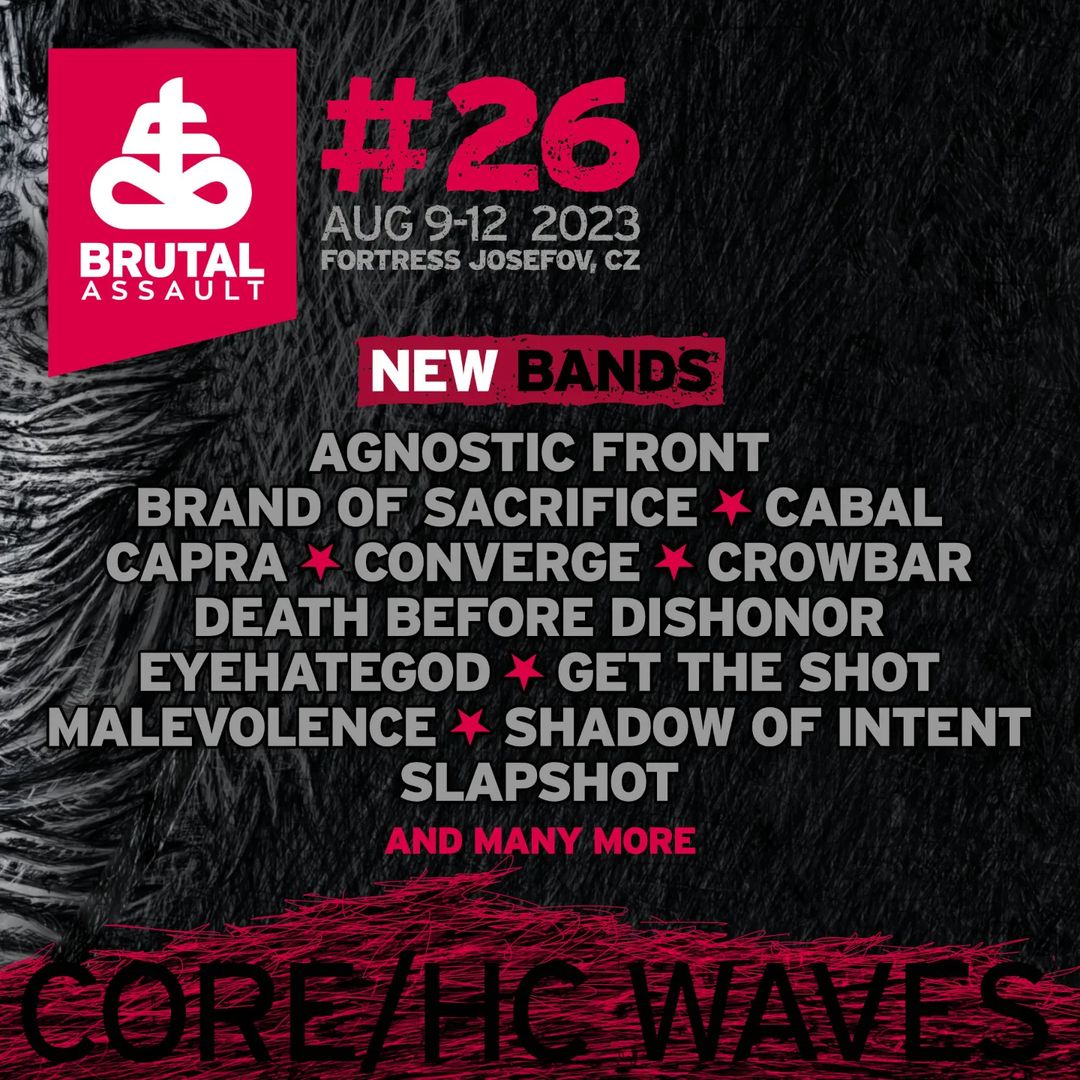 BRUTAL
ASSAULT
#26
AUG 9-12 2023
FORTRESS JOSEFOV, CZ
NEW BANDS
AGNOSTIC FRONT
BRAND OF SACRIFICE ★ CABAL
CAPRA ★ CONVERGE ★ CROWBAR
DEATH BEFORE DISHONOR
EYEHATEGOD ★ GET THE SHOT
MALEVOLENCE ★ SHADOW OF INTENT
SLAPSHOT
AND MANY MORE
CORE/HC WAVES